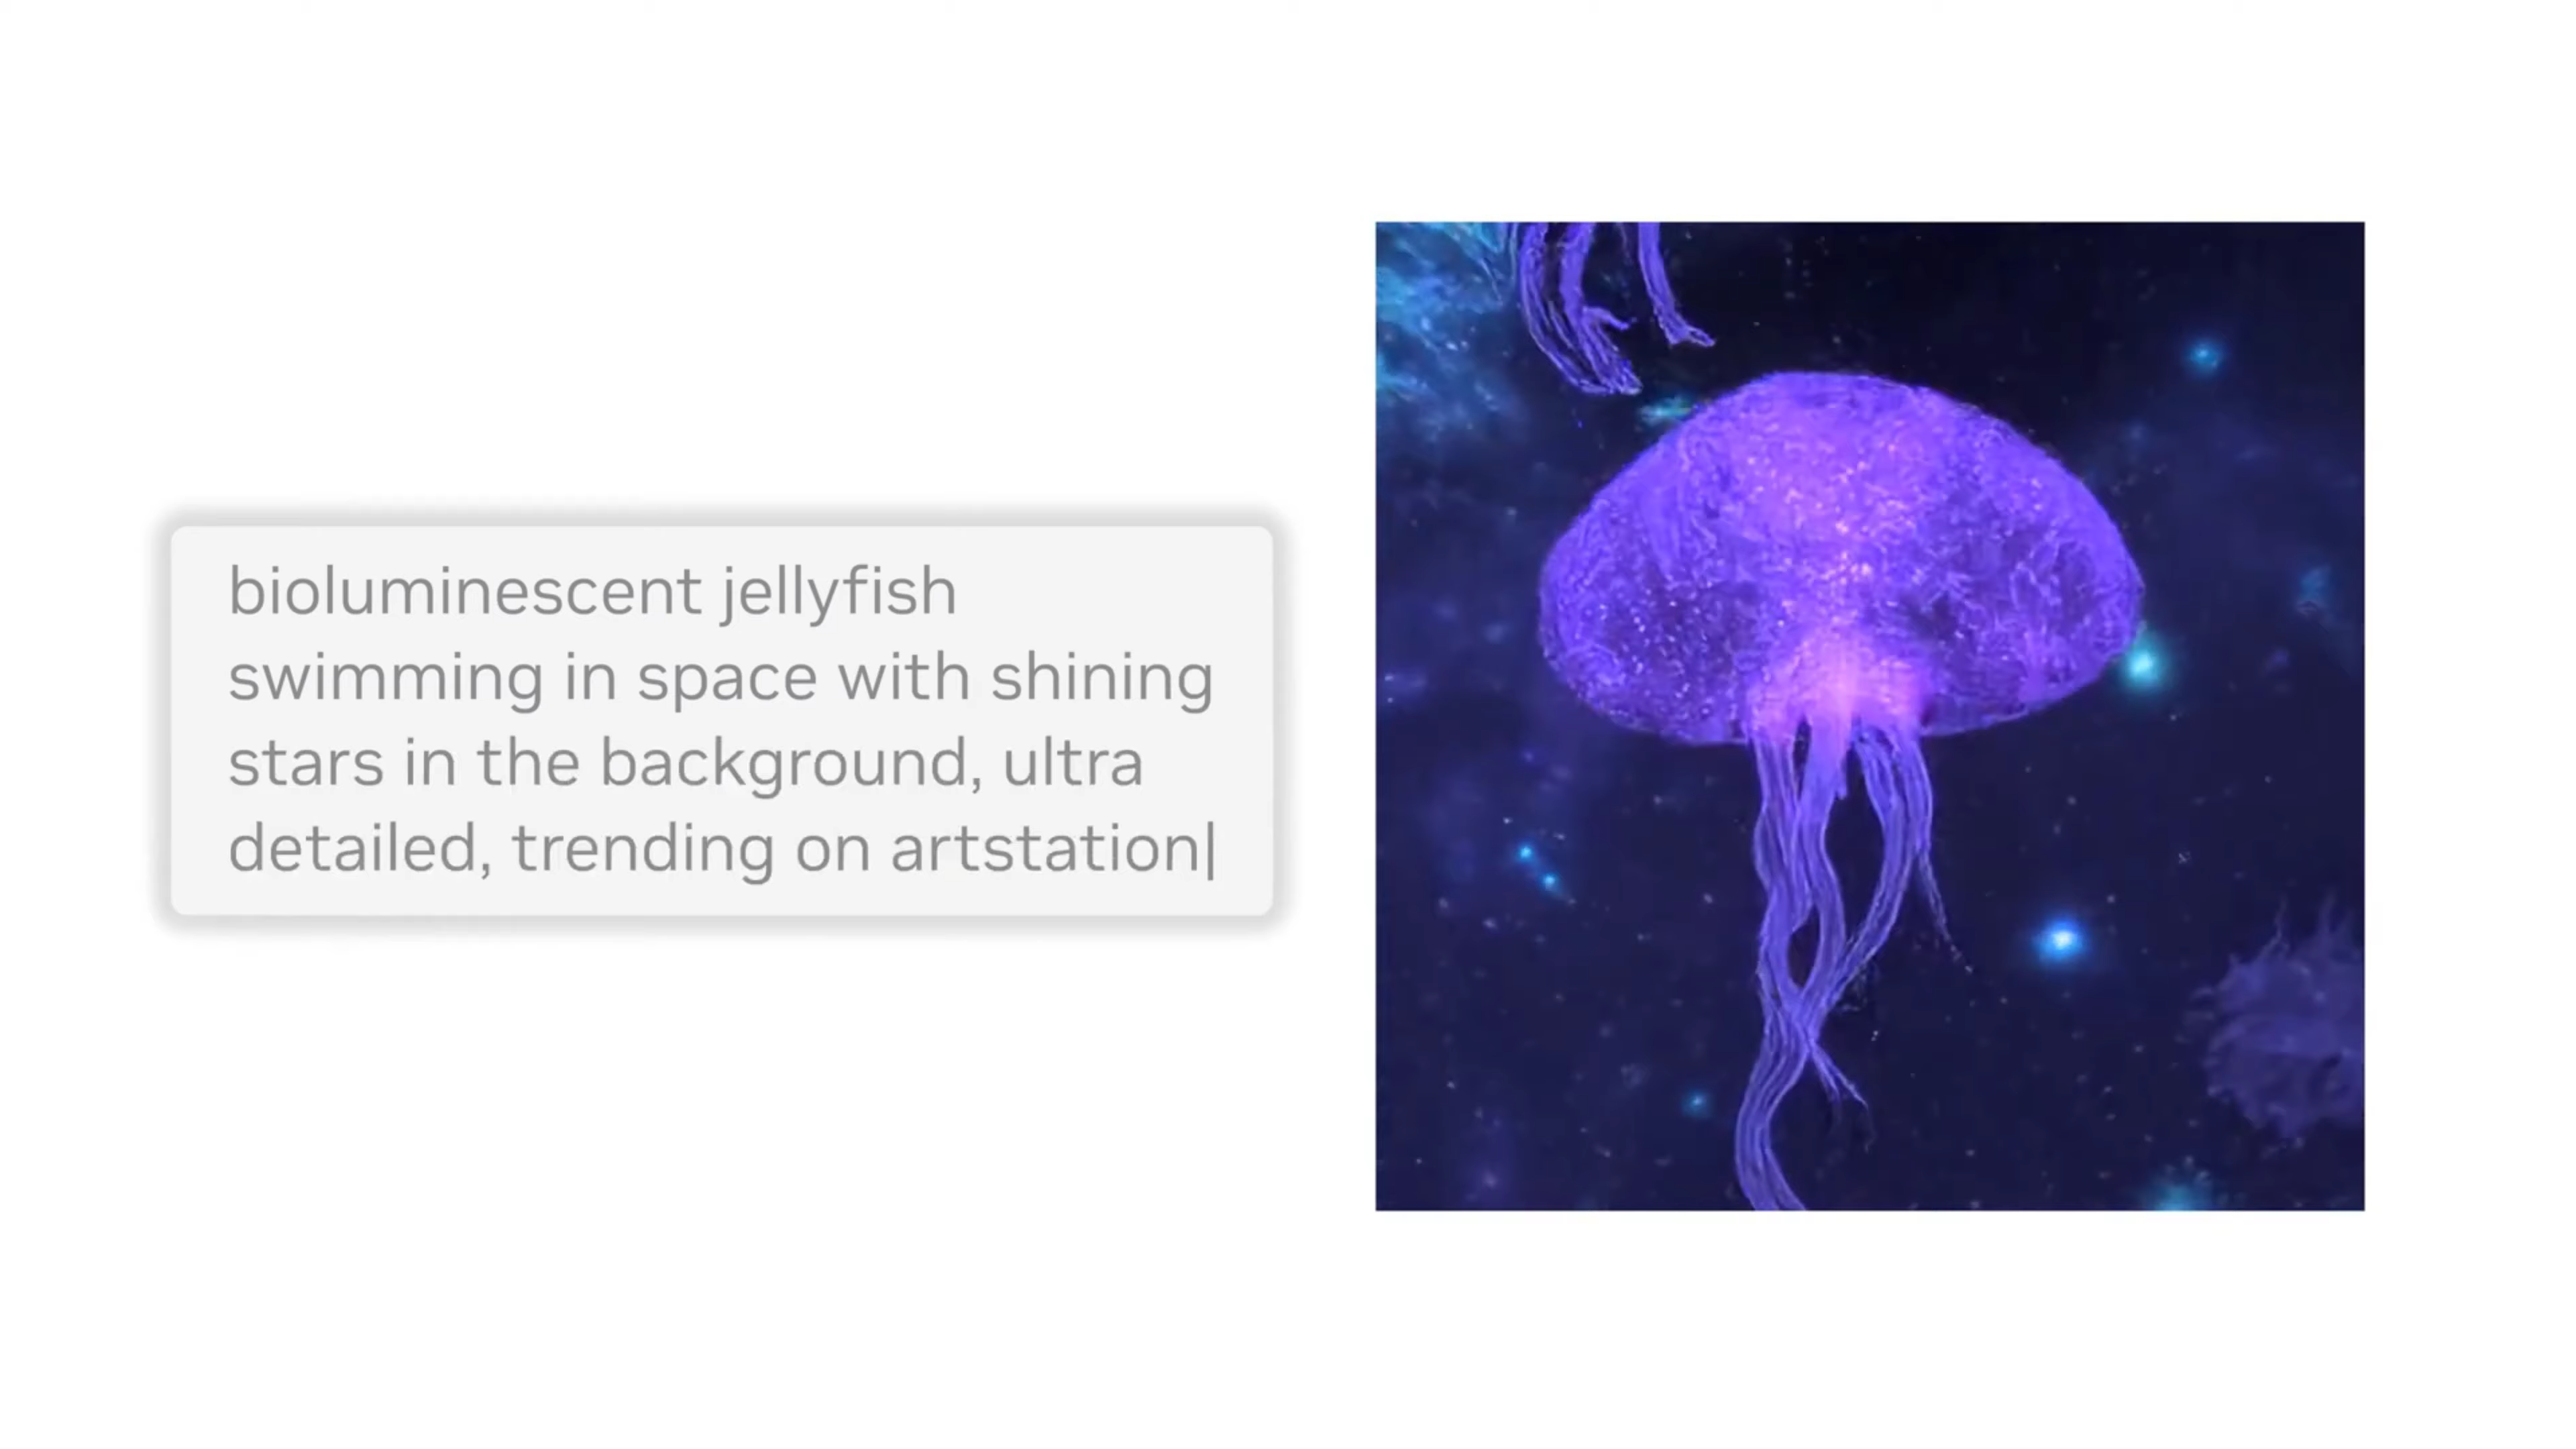 bioluminescent jellyfish
swimming in space with shining
stars in the background, ultra
detailed, trending on artstation